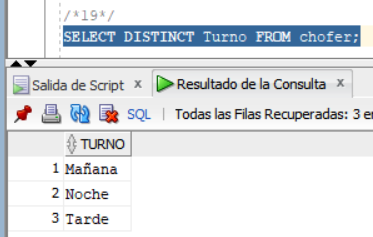 /*19*/
SELECT DISTINCT Turno FROM chofer;
Salida de Script x Resultado de la Consulta x
SQL | Todas las Filas Recuperadas: 3 e
TURNO
1 Mañana
2 Noche
3 Tarde